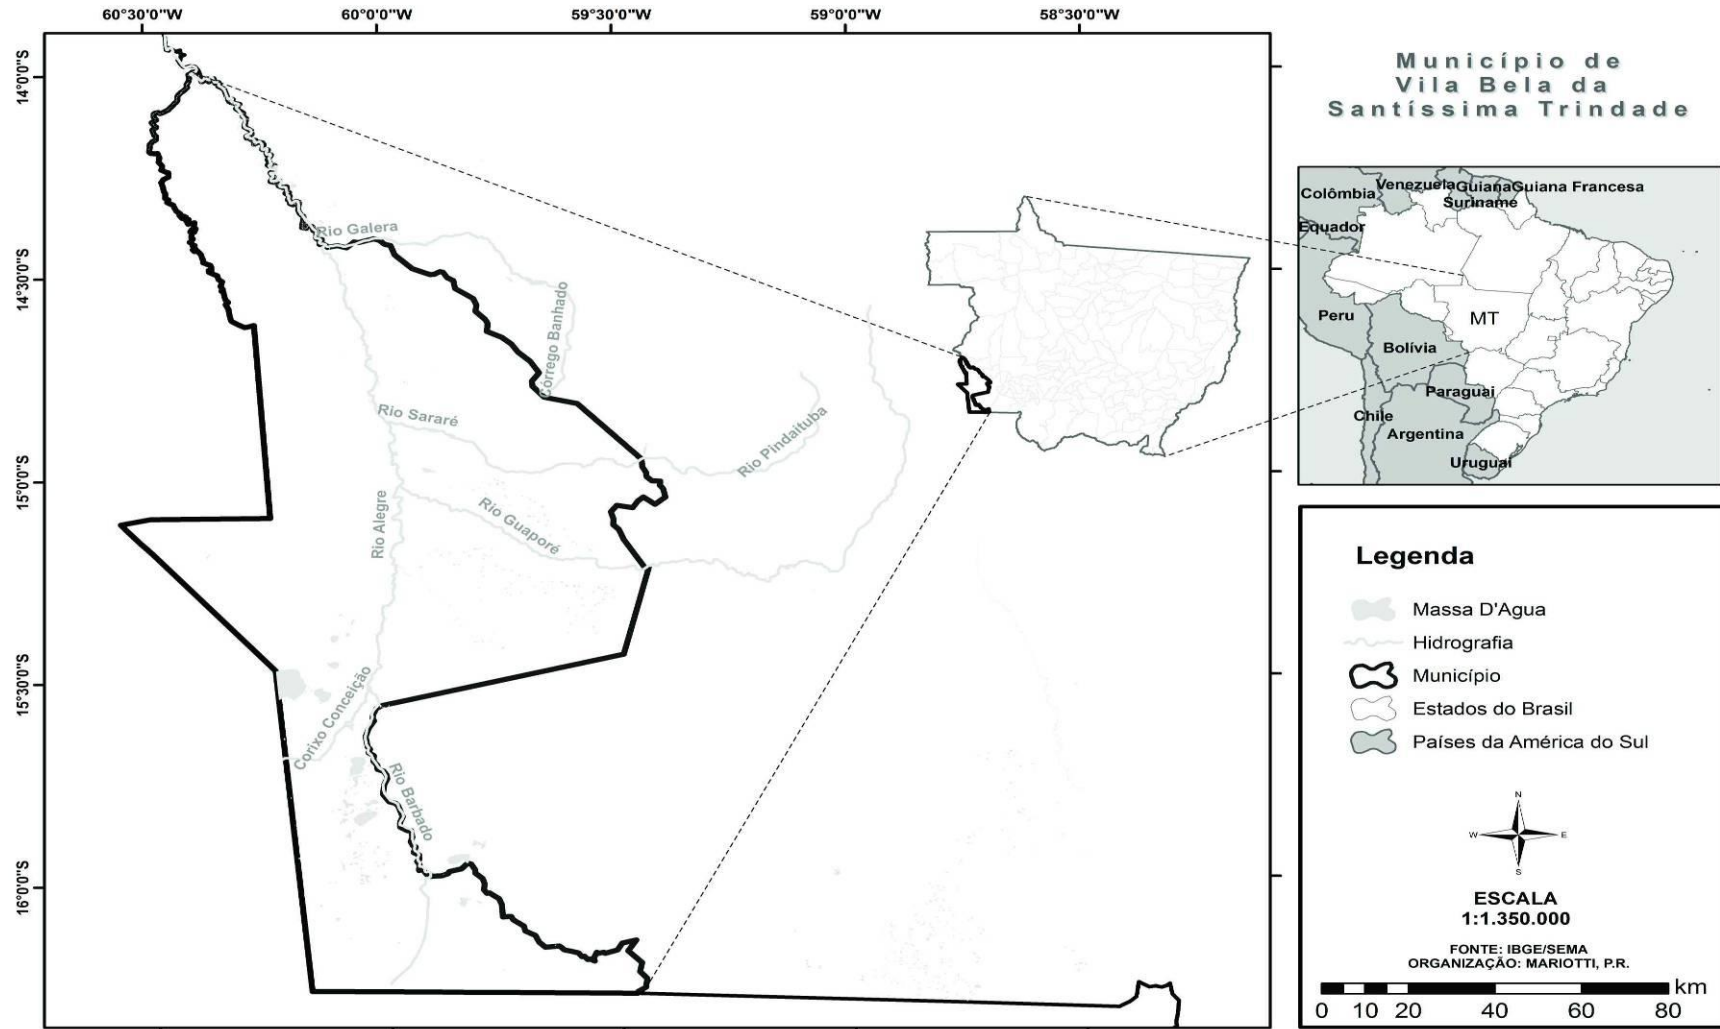 60°30'0"W
60°0'0"W
59°30'0"W
59°0'0"W
58°30'0"W
14°0'0"S
14°30'0"S
15°0'0"S
15°30'0"S
16°0'0"S
Rio Galera
Córrego Banhado
Rio Sararé
Rio Pindaituba
Rio Guaporé
Rio Alegre
Corixo Conceição
Rio Barbado
Município de
Vila Bela da
Santíssima Trindade
Colômbia
Venezuela
Guiana
Guiana Francesa
Suriname
Equador
Peru
MT
Bolívia
Paraguai
Chile
Argentina
Uruguai
Legenda
Massa D'Agua
Hidrografia
Município
Estados do Brasil
Países da América do Sul
N
W
E
S
ESCALA
1:1.350.000
FONTE: IBGE/SEMA
ORGANIZAÇÃO: MARIOTTI, P.R.
km
0 10 20 40 60 80